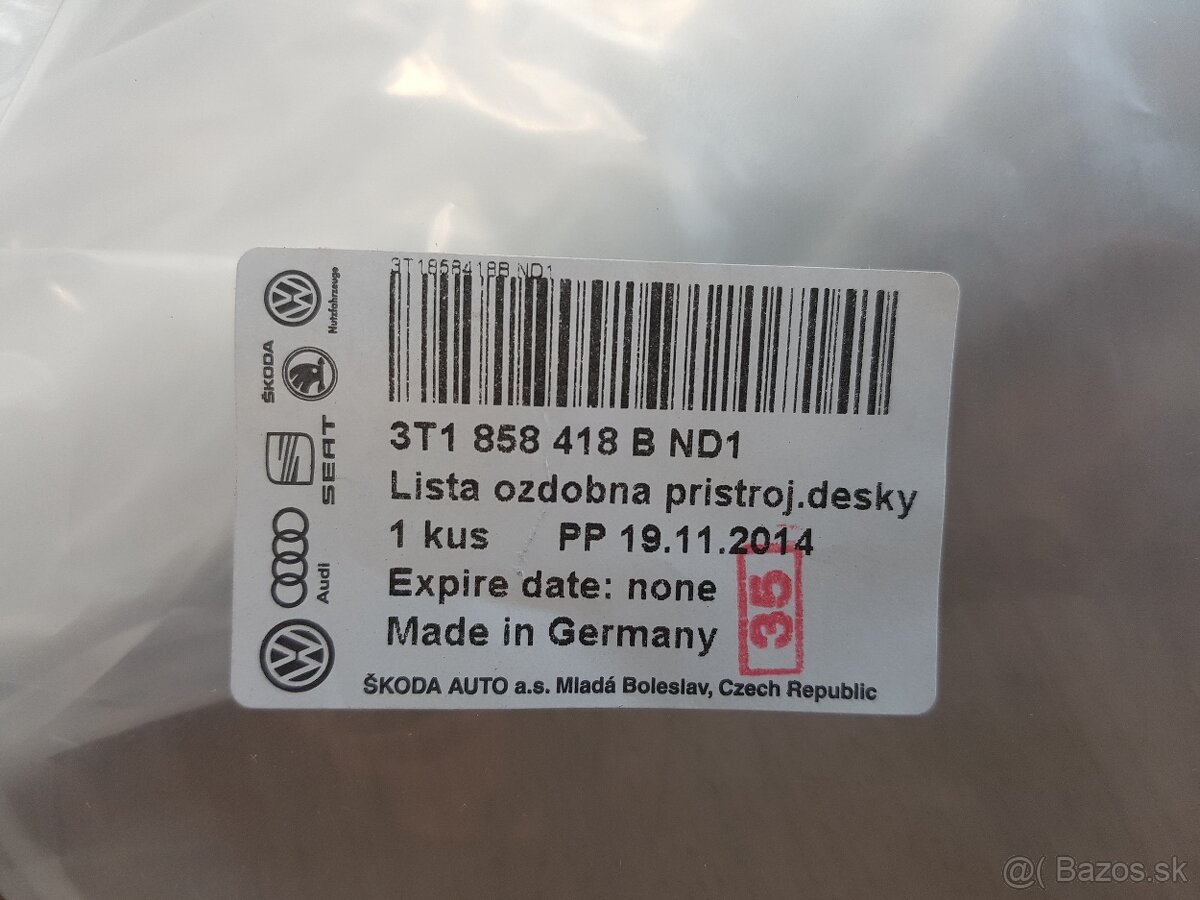 3T1858418B ND1
Nutzfahrzeuge
ŠKODA
SEAT
Audi
3T1 858 418 B ND1
Lista ozdobna pristroj.desky
1 kus PP 19.11.2014
Expire date: none
Made in Germany
35
ŠKODA AUTO a.s. Mladá Boleslav, Czech Republic
@( Bazos.sk